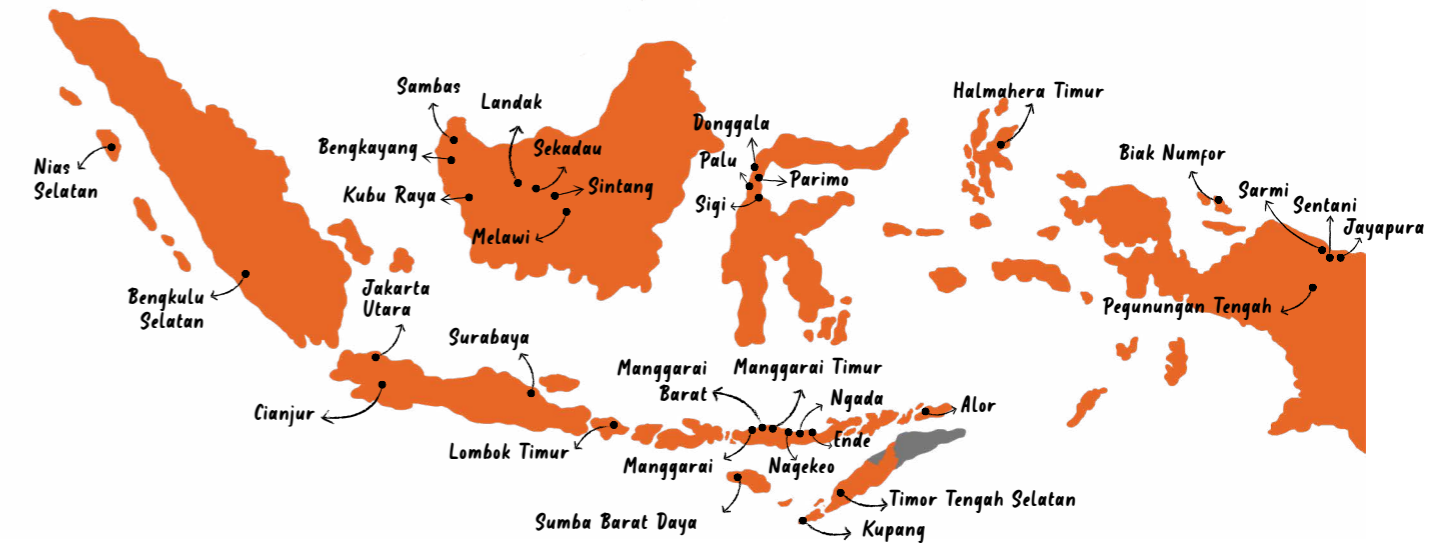 Nias
Selatan
Bengkulu
Selatan
Sambas
Landak
Bengkayang
Sekadau
Kubu Raya
Sintang
Melawi
Jakarta
Utara
Surabaya
Cianjur
Lombok Timur
Donggala
Palu
Parimo
Sigi
Manggarai
Barat
Manggarai Timur
Ngada
Ende
Manggarai
Nagekeo
Alor
Sumba Barat Daya
Timor Tengah Selatan
Kupang
Halmahera Timur
Biak Numfor
Sarmi
Sentani
Jayapura
Pegunungan Tengah